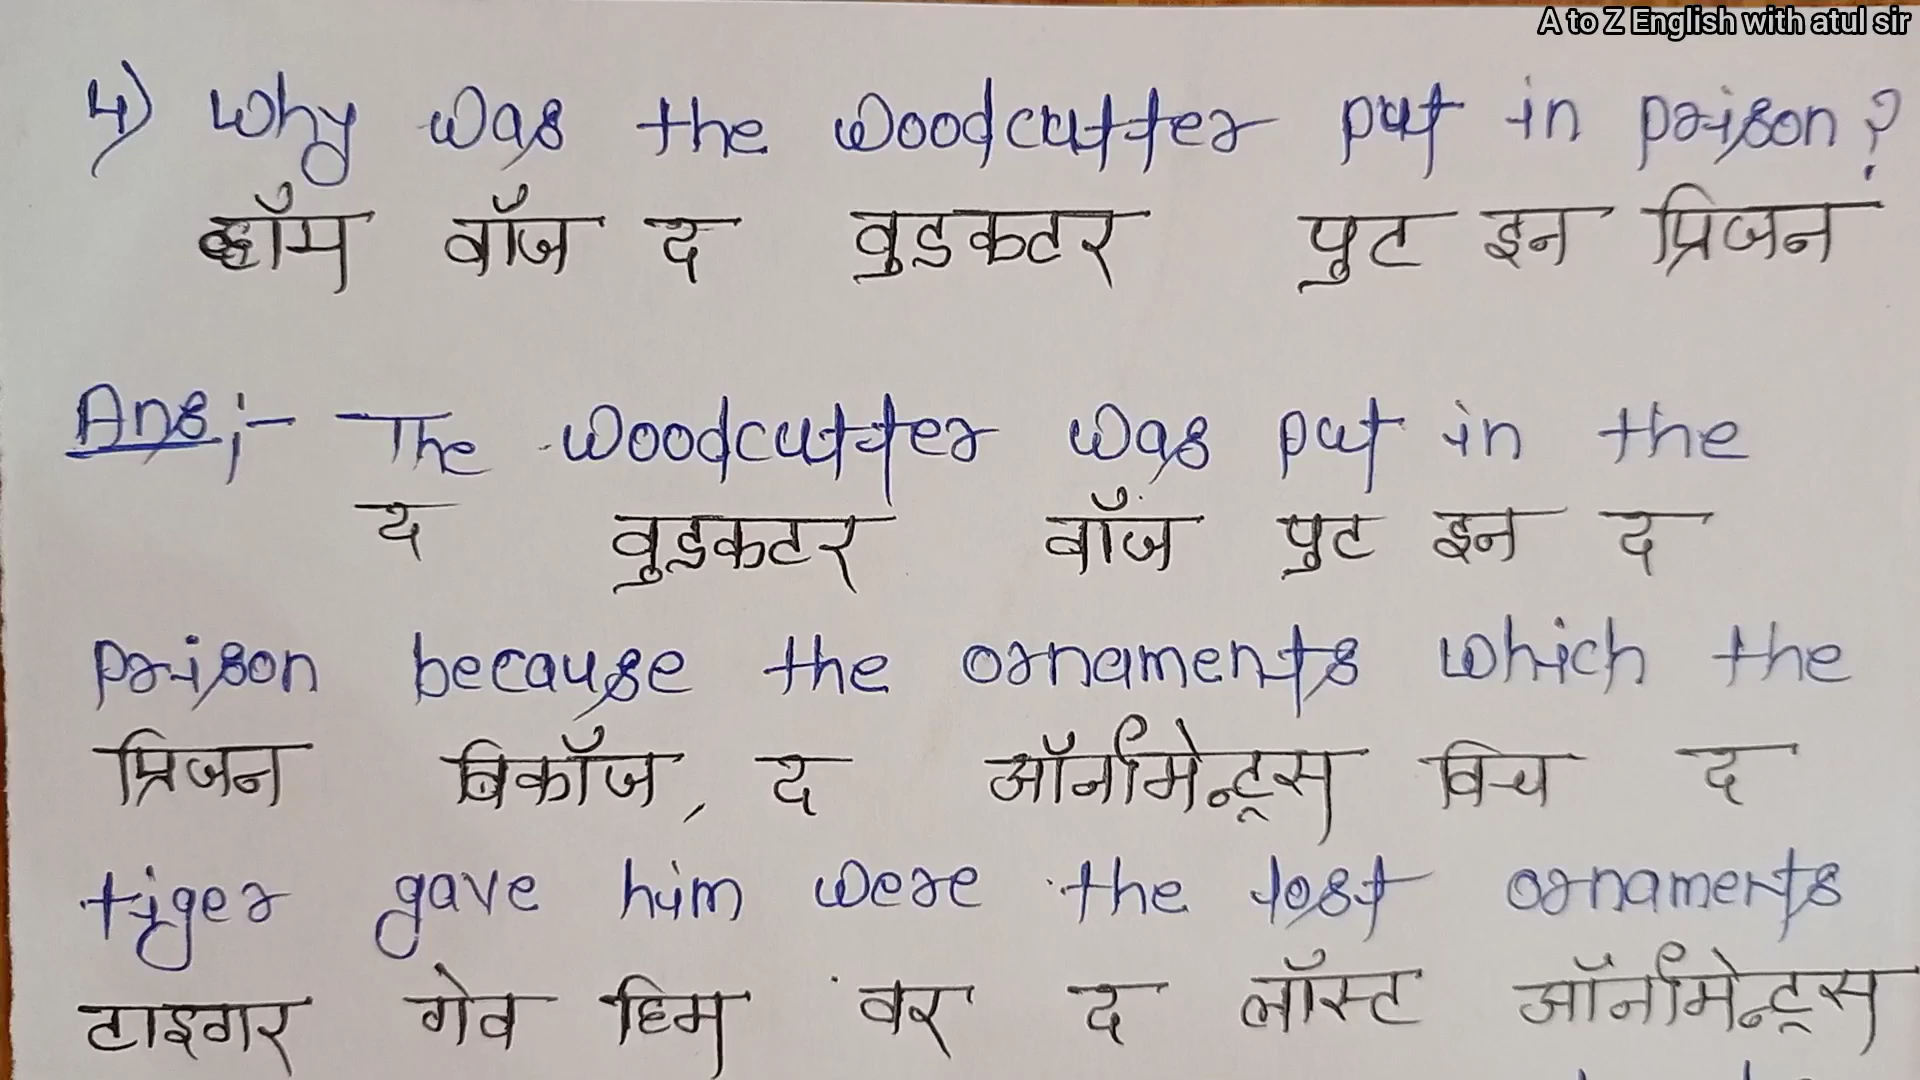 A to Z English with atul sir
4) Why was the woodcutter put in prison?
व्हॉय वॉज द वुडकटर पुट इन प्रिजन
Ans;- The woodcutter was put in the
द वुडकटर वॉज पुट इन द
prison because the ornaments which the
प्रिजन बिकॉज, द ऑर्नामेन्ट्स विच द
tiger gave him were the lost ornaments
टाइगर गेव हिम वर द लॉस्ट ऑर्नामेन्ट्स